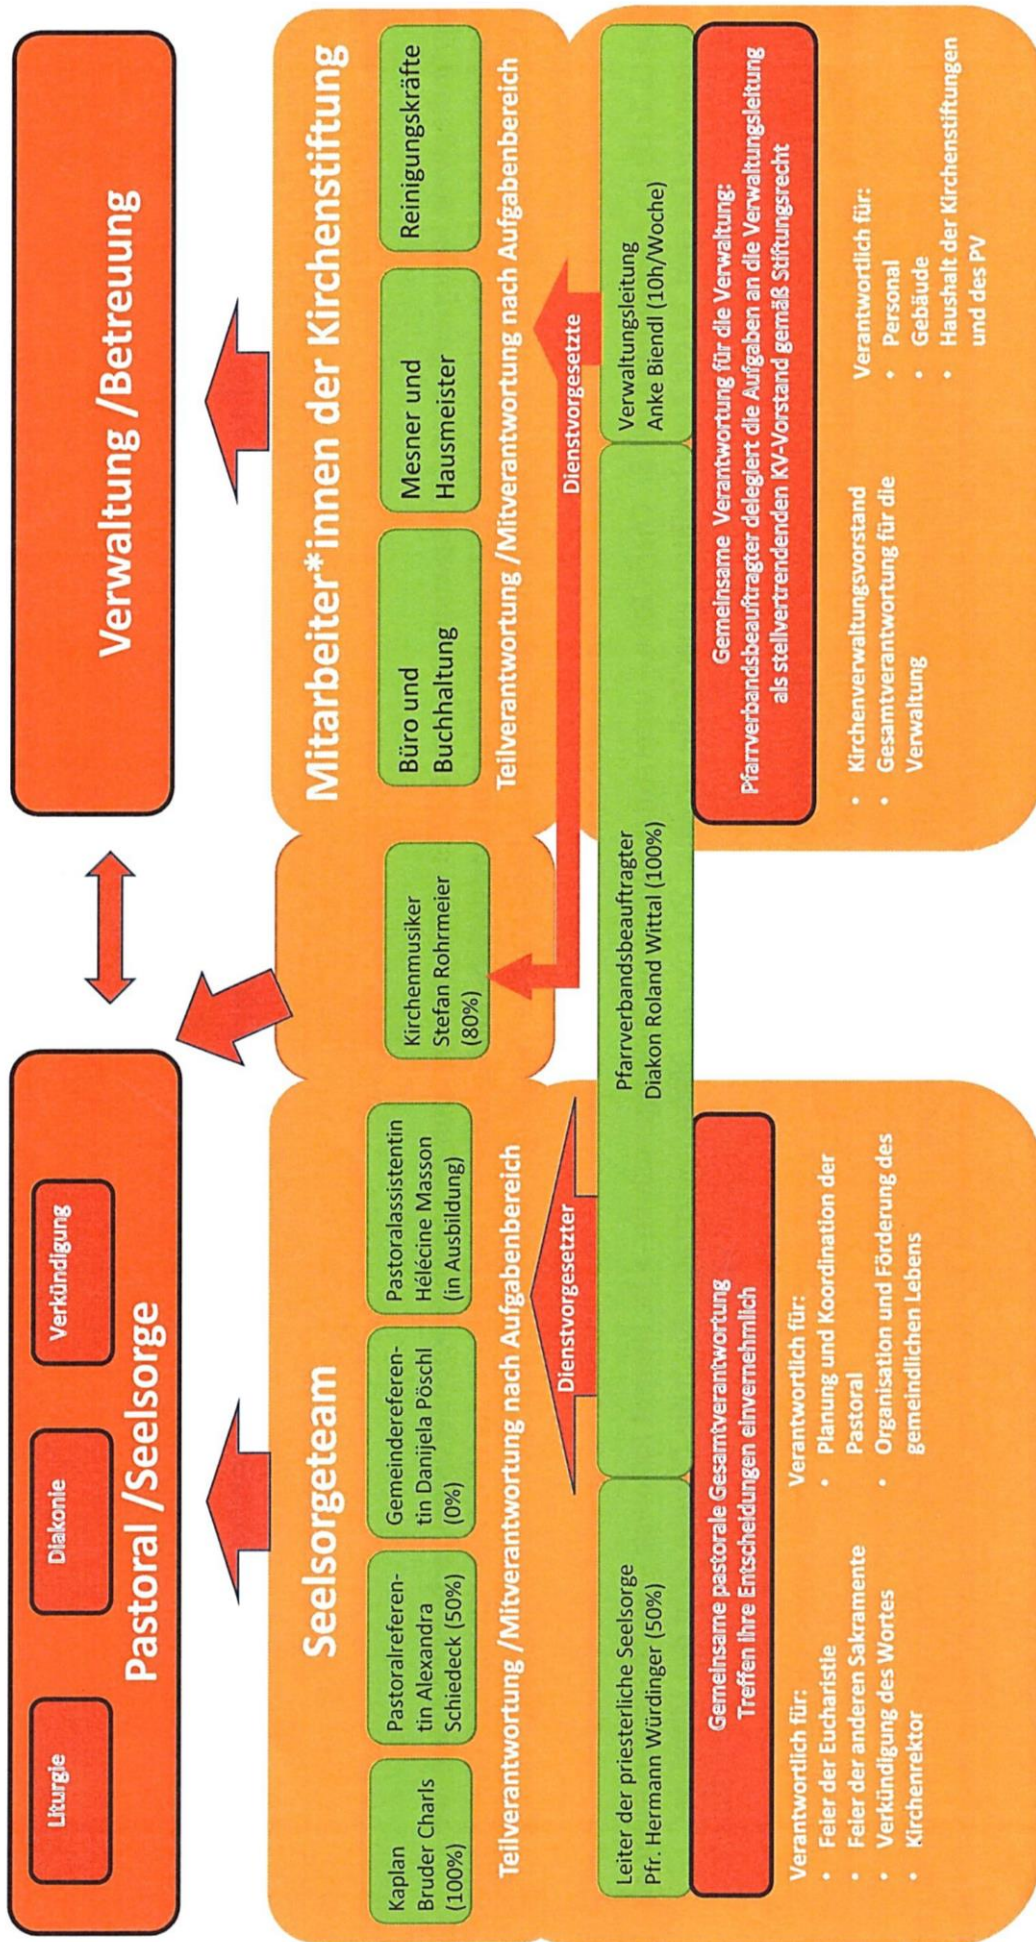 Liturgie
Diakonie
Verkündigung
Pastoral /Seelsorge
Verwaltung /Betreuung
Seelsorgeteam
Kaplan
Bruder Charls
(100%)
Pastoralreferen-
tin Alexandra
Schiedeck (50%)
Gemeindereferen-
tin Danijela Pöschl
(0%)
Pastoralassistentin
Hélécine Masson
(in Ausbildung)
Teilverantwortung /Mitverantwortung nach Aufgabenbereich
Kirchenmusiker
Stefan Rohrmeier
(80%)
Mitarbeiter*innen der Kirchenstiftung
Büro und
Buchhaltung
Mesner und
Hausmeister
Reinigungskräfte
Teilverantwortung /Mitverantwortung nach Aufgabenbereich
Dienstvorgesetzter
Dienstvorgesetzte
Leiter der priesterliche Seelsorge
Pfr. Hermann Würdinger (50%)
Pfarrverbandsbeauftragter
Diakon Roland Wittal (100%)
Verwaltungsleitung
Anke Biendl (10h/Woche)
Gemeinsame pastorale Gesamtverantwortung
Treffen ihre Entscheidungen einvernehmlich
Verantwortlich für:
• Feier der Eucharistie
• Feier der anderen Sakramente
• Verkündigung des Wortes
• Kirchenrektor
Verantwortlich für:
• Planung und Koordination der
Pastoral
• Organisation und Förderung des
gemeindlichen Lebens
Gemeinsame Verantwortung für die Verwaltung:
Pfarrverbandsbeauftragter delegiert die Aufgaben an die Verwaltungsleitung
als stellvertrendenden KV-Vorstand gemäß Stiftungsrecht
• Kirchenverwaltungsvorstand
• Gesamtverantwortung für die
Verwaltung
Verantwortlich für:
• Personal
• Gebäude
• Haushalt der Kirchenstiftungen
und des PV